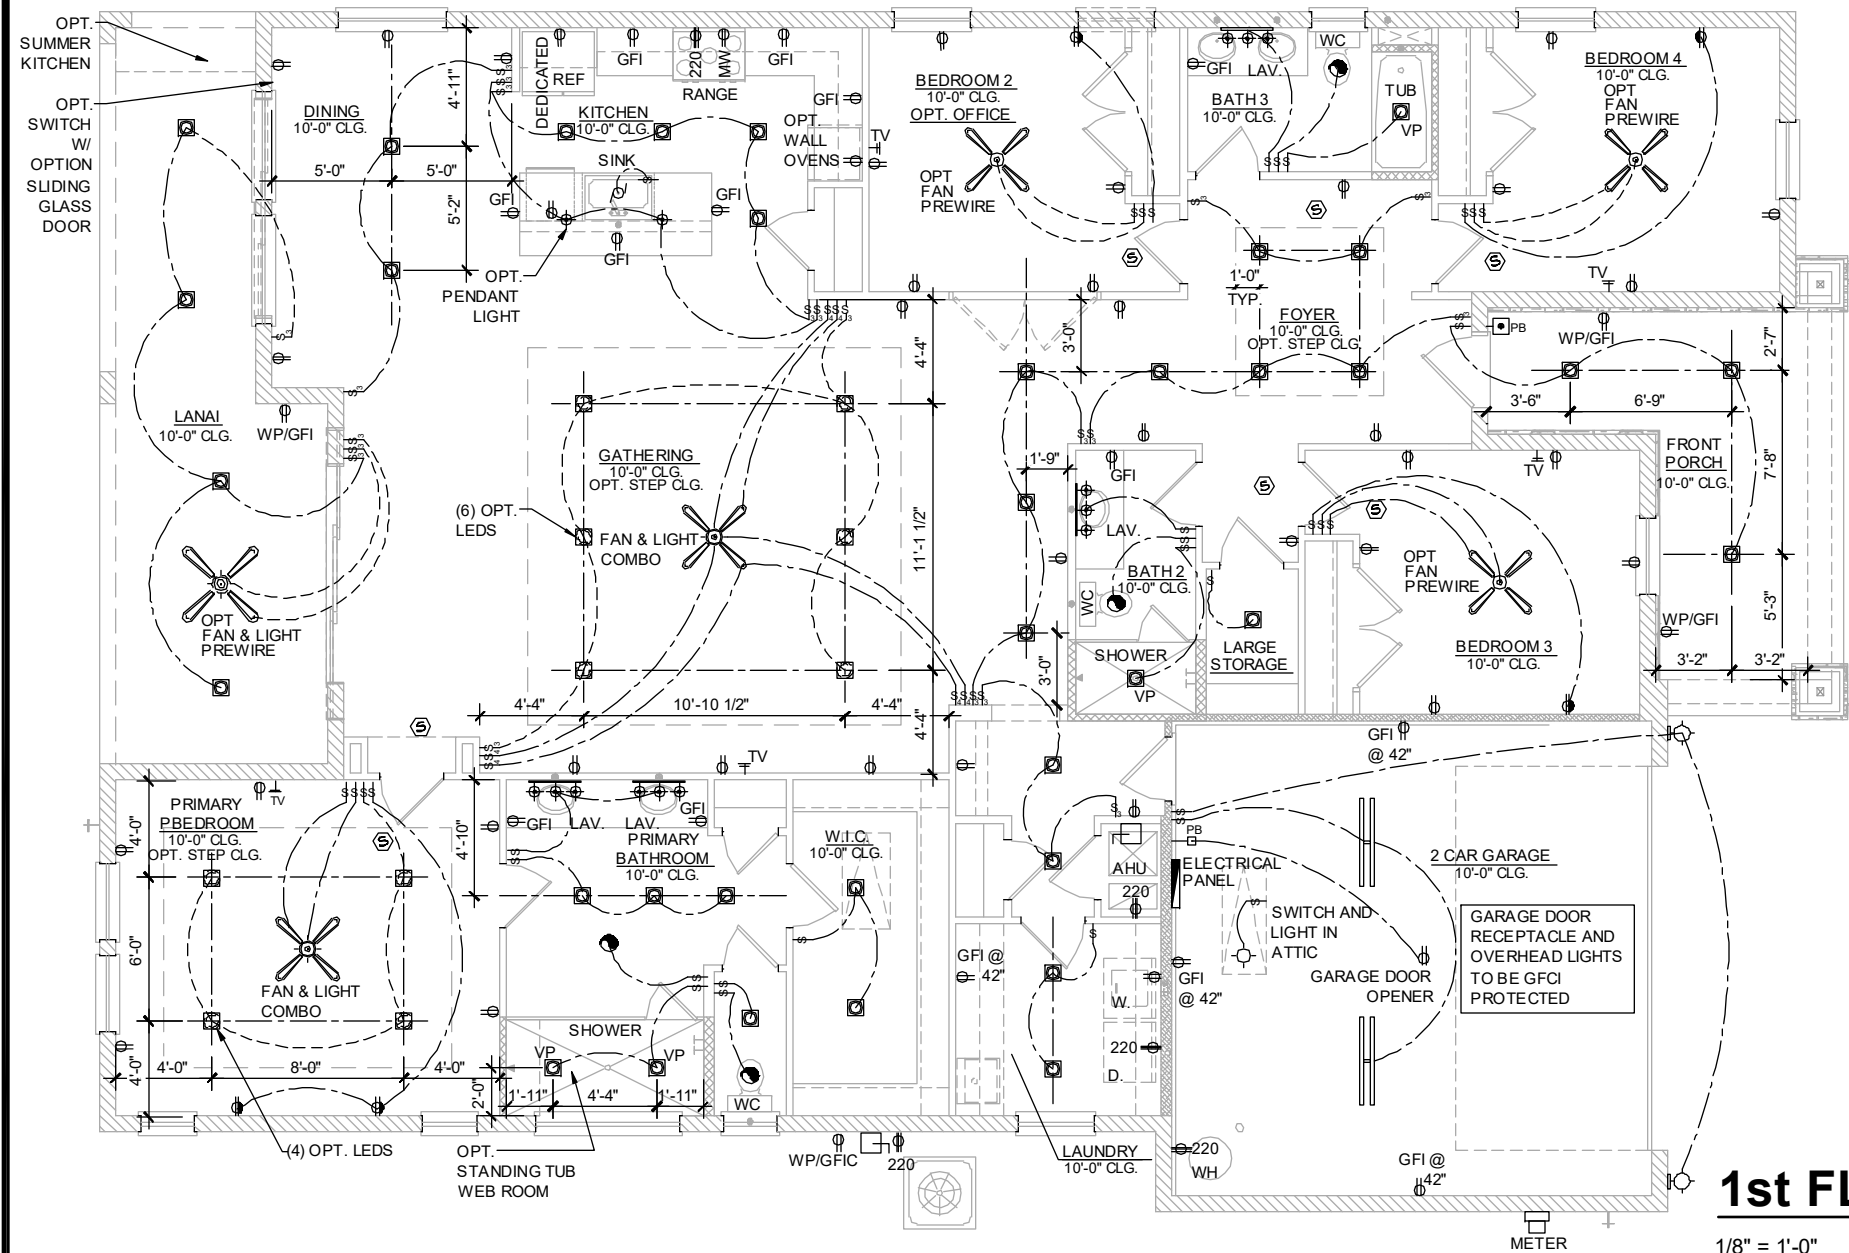 OPT.
SUMMER
KITCHEN
OPT.
SWITCH
W/
OPTION
SLIDING
GLASS
DOOR
DINING
10'-0" CLG.
5'-0"
5'-0"
4'-11"
5'-2"
DEDICATED
REF
GFI
220
MW
GFI
RANGE
KITCHEN
10'-0" CLG.
SINK
GFI
OPT.
WALL
OVENS
TV
GFI
GFI
GFI
OPT.
PENDANT
LIGHT
BEDROOM 2
10'-0" CLG.
OPT. OFFICE
OPT
FAN
PREWIRE
WC
GFI
LAV.
BATH 3
10'-0" CLG.
TUB
VP
BEDROOM 4
10'-0" CLG.
OPT
FAN
PREWIRE
TV
1'-0"
TYP.
FOYER
10'-0" CLG.
OPT. STEP CLG.
3'-0"
4'-4"
PB
WP/GFI
2'-7"
3'-6"
6'-9"
FRONT
PORCH
10'-0" CLG.
7'-8"
5'-3"
WP/GFI
3'-2"
3'-2"
LANAI
10'-0" CLG.
WP/GFI
OPT
FAN & LIGHT
PREWIRE
GATHERING
10'-0" CLG.
OPT. STEP CLG.
(6) OPT.
LEDS
FAN & LIGHT
COMBO
11'-1 1/2"
4'-4"
10'-10 1/2"
4'-4"
4'-4"
1'-9"
GFI
LAV.
BATH 2
10'-0" CLG.
WC
SHOWER
VP
3'-0"
LARGE
STORAGE
TV
OPT
FAN
PREWIRE
BEDROOM 3
10'-0" CLG.
TV
TV
PRIMARY
PBEDROOM
10'-0" CLG.
OPT. STEP CLG.
4'-0"
6'-0"
4'-0"
FAN & LIGHT
COMBO
4'-0"
8'-0"
4'-0"
(4) OPT. LEDS
4'-10"
GFI
LAV.
LAV.
GFI
PRIMARY
BATHROOM
10'-0" CLG.
W.I.C.
10'-0" CLG.
SHOWER
VP
VP
2'-0"
1'-11"
4'-4"
1'-11"
WC
OPT.
STANDING TUB
WEB ROOM
WP/GFIC
220
LAUNDRY
10'-0" CLG.
GFI @
42"
W.
220
D.
AHU
220
PB
ELECTRICAL
PANEL
GFI
@ 42"
GFI
@ 42"
SWITCH AND
LIGHT IN
ATTIC
GARAGE DOOR
OPENER
2 CAR GARAGE
10'-0" CLG.
GARAGE DOOR
RECEPTACLE AND
OVERHEAD LIGHTS
TO BE GFCI
PROTECTED
220
WH
GFI @
42"
METER
1st FL
1/8" = 1'-0"